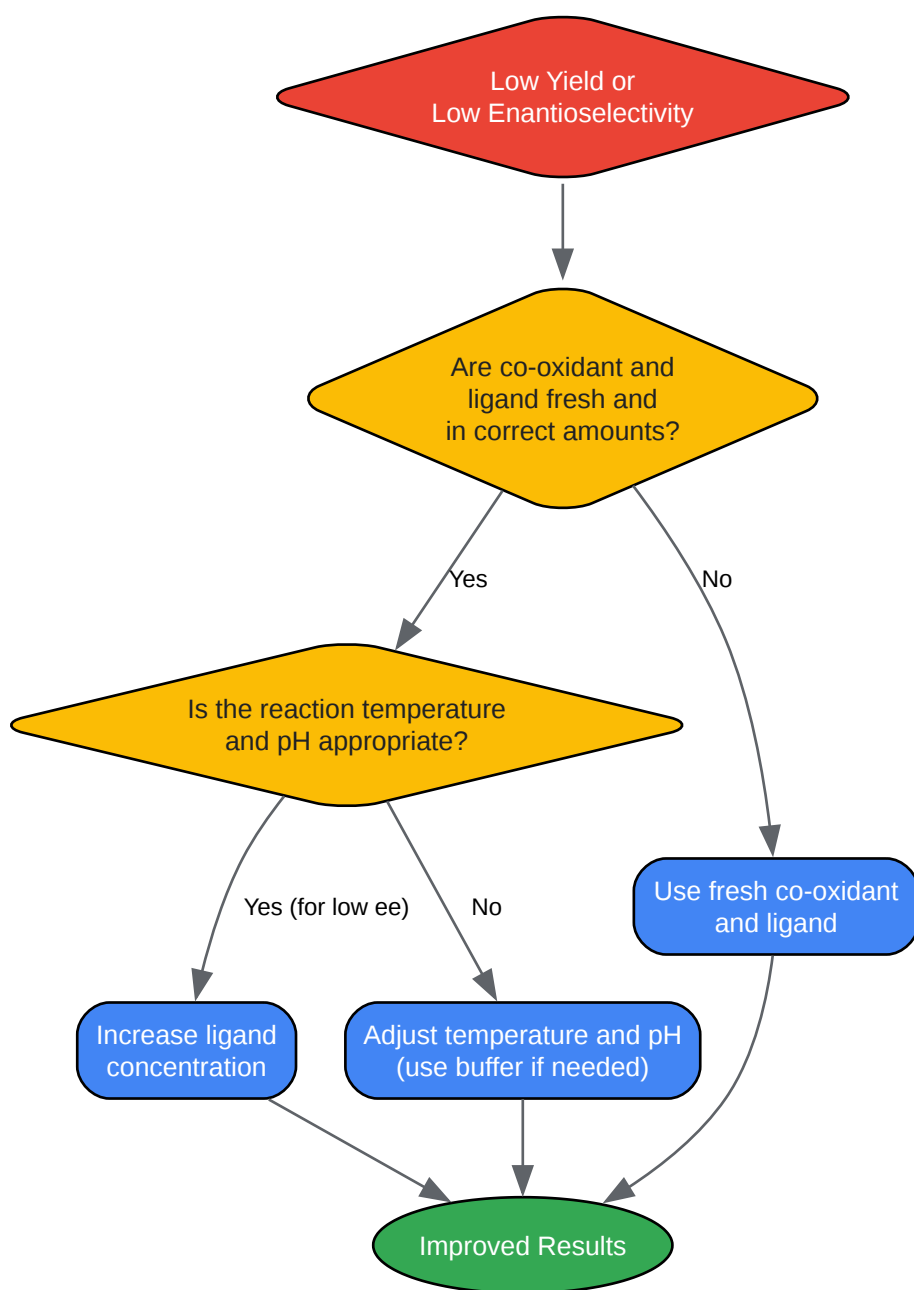 Low Yield or
Low Enantioselectivity
Are co-oxidant and
ligand fresh and
in correct amounts?
Yes
No
Is the reaction temperature
and pH appropriate?
Use fresh co-oxidant
and ligand
Yes (for low ee)
No
Increase ligand
concentration
Adjust temperature and pH
(use buffer if needed)
Improved Results